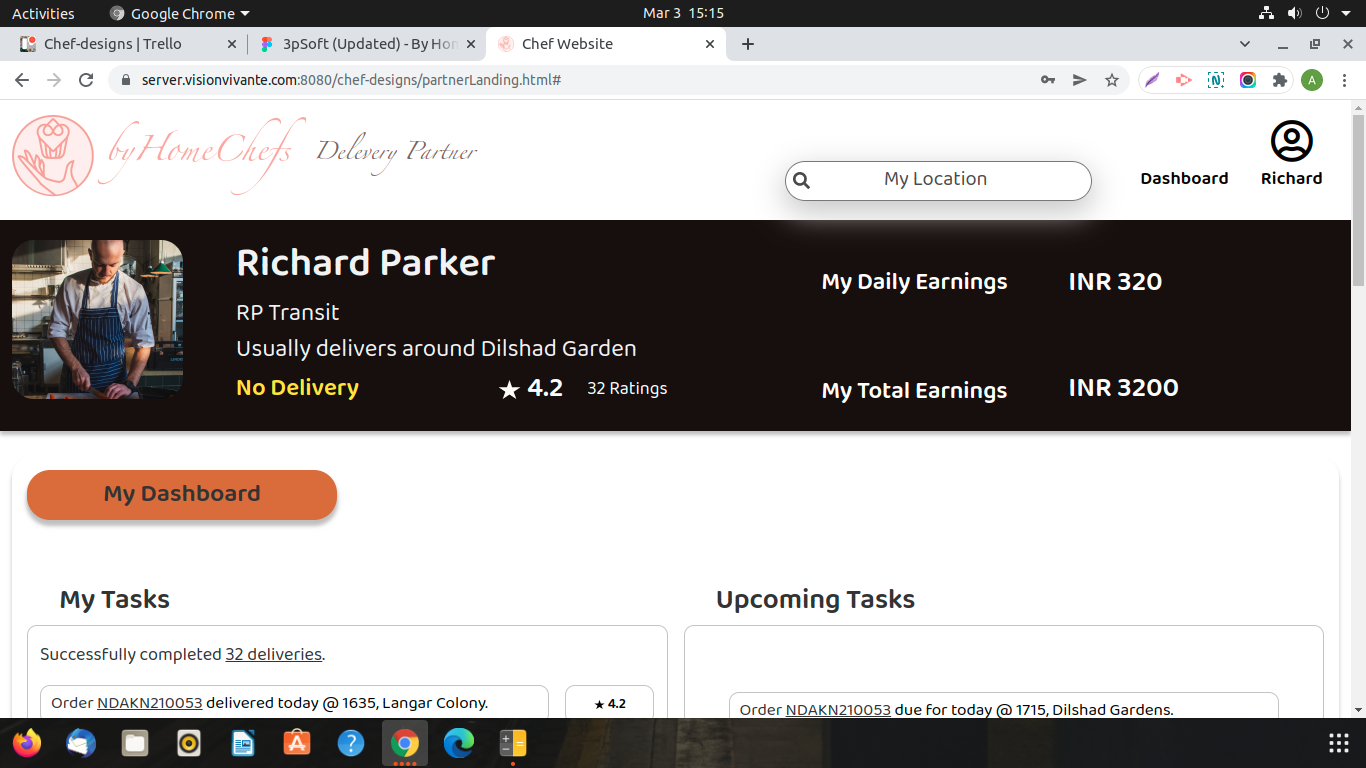 Activities
Google Chrome
Mar 3 15:15
Chef-designs | Trello
3pSoft (Updated) - By Hon
Chef Website
server.visionvivante.com:8080/chef-designs/partnerLanding.html#
A
byHomeChefs Delevery Partner
My Location
Dashboard
Richard
Richard Parker
RP Transit
Usually delivers around Dilshad Garden
No Delivery
★ 4.2
32 Ratings
My Daily Earnings INR 320
My Total Earnings INR 3200
My Dashboard
My Tasks
Successfully completed 32 deliveries.
Order NDAKN210053 delivered today @ 1635, Langar Colony.
★ 4.2
Upcoming Tasks
Order NDAKN210053 due for today @ 1715, Dilshad Gardens.